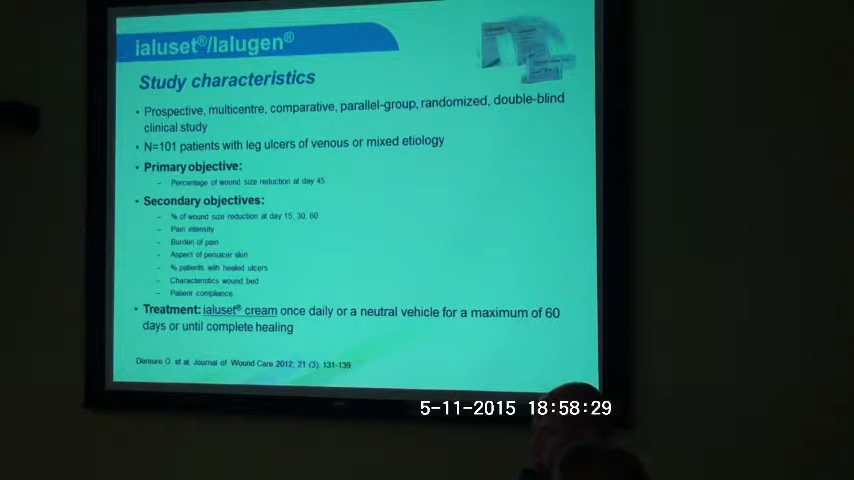 ialuset®/Ialugen®
Study characteristics
• Prospective, multicentre, comparative, parallel-group, randomized, double-blind
clinical study
• N=101 patients with leg ulcers of venous or mixed etiology
• Primary objective:
– Percentage of wound size reduction at day 45
• Secondary objectives:
– % of wound size reduction at day 15, 30, 60
– Pain intensity
– Burden of pain
– Aspect of periulcer skin
– % patients with healed ulcers
– Characteristics wound bed
– Patient compliance
• Treatment: ialuset® cream once daily or a neutral vehicle for a maximum of 60
days or until complete healing
O. et al. Journal of Wound Care 2012; 21 (3): 131-139.
5-11-2015 18:58:29